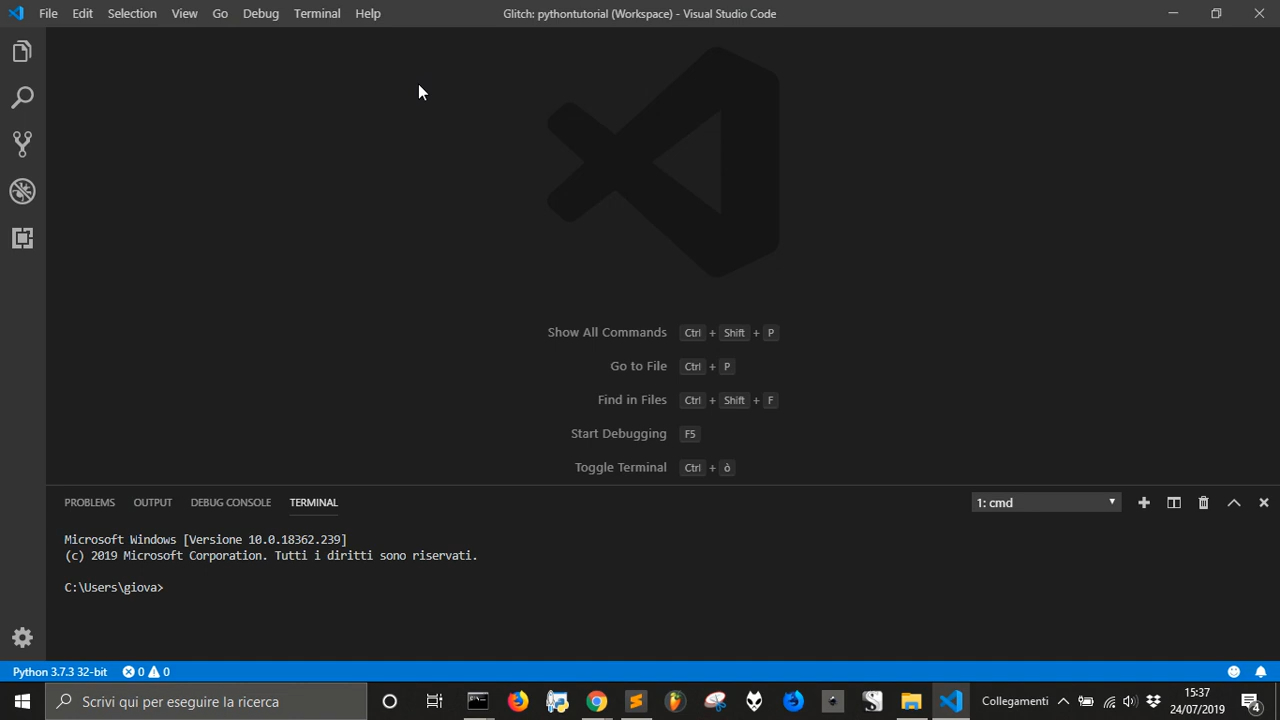 File Edit Selection View Go Debug Terminal Help
Glitch: pythontutorial (Workspace) - Visual Studio Code
Show All Commands Ctrl + Shift + P
Go to File Ctrl + P
Find in Files Ctrl + Shift + F
Start Debugging F5
Toggle Terminal Ctrl + ò
PROBLEMS OUTPUT DEBUG CONSOLE TERMINAL
1: cmd
Microsoft Windows [Versione 10.0.18362.239]
(c) 2019 Microsoft Corporation. Tutti i diritti sono riservati.
C:\Users\giova>
Python 3.7.3 32-bit 0 0
Scrivi qui per eseguire la ricerca
Collegamenti
15:37
24/07/2019
4